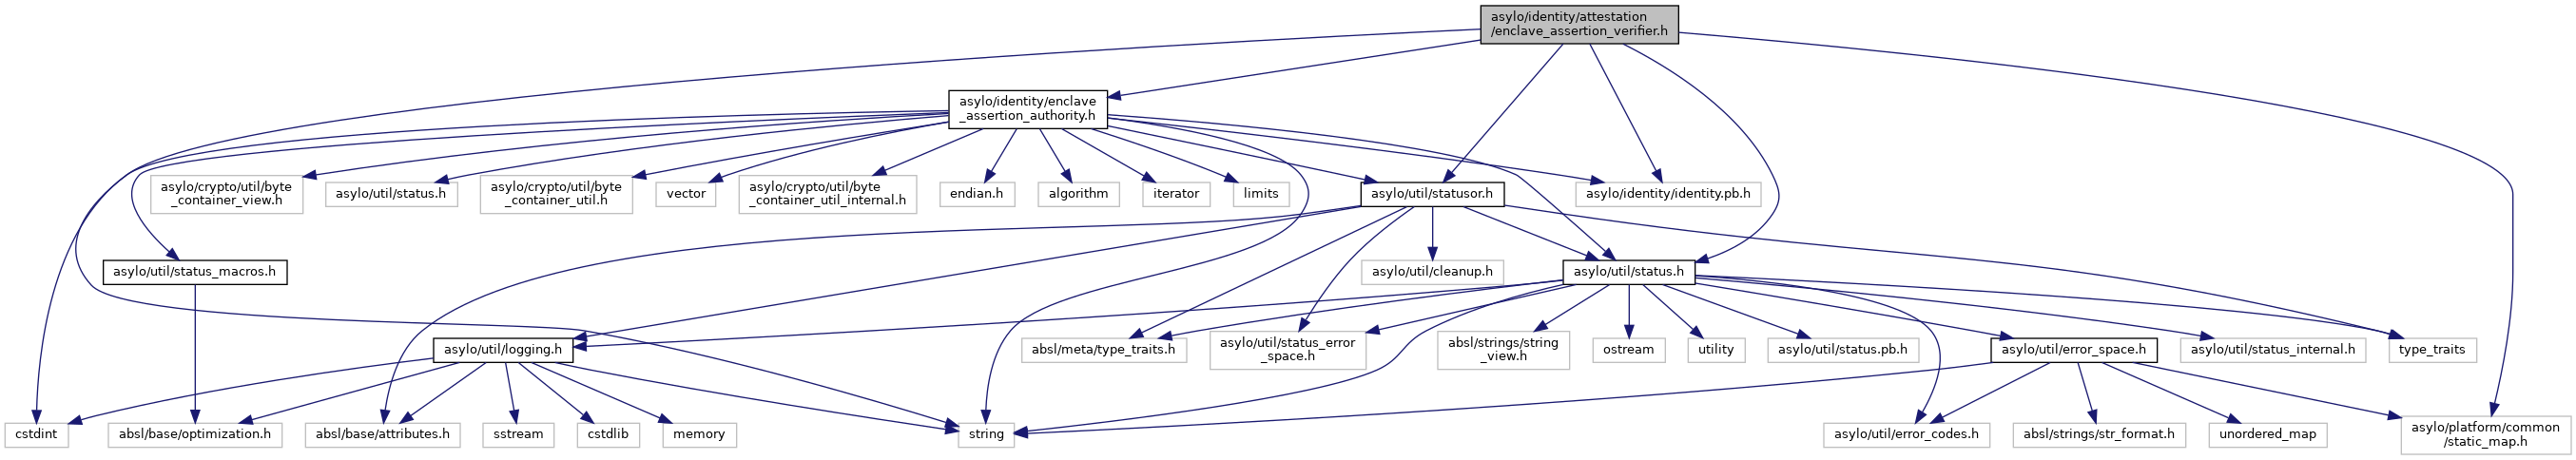 asylo/identity/attestation
/enclave_assertion_verifier.h
asylo/identity/enclave
_assertion_authority.h
asylo/crypto/util/byte
_container_view.h
asylo/util/status.h
asylo/crypto/util/byte
_container_util.h
vector
asylo/crypto/util/byte
_container_util_internal.h
endian.h
algorithm
iterator
limits
asylo/util/statusor.h
asylo/identity/identity.pb.h
asylo/util/status_macros.h
asylo/util/cleanup.h
asylo/util/status.h
asylo/util/logging.h
absl/meta/type_traits.h
asylo/util/status_error
_space.h
absl/strings/string
_view.h
ostream
utility
asylo/util/status.pb.h
asylo/util/error_space.h
asylo/util/status_internal.h
type_traits
cstdint
absl/base/optimization.h
absl/base/attributes.h
sstream
cstdlib
memory
string
asylo/util/error_codes.h
absl/strings/str_format.h
unordered_map
asylo/platform/common
/static_map.h